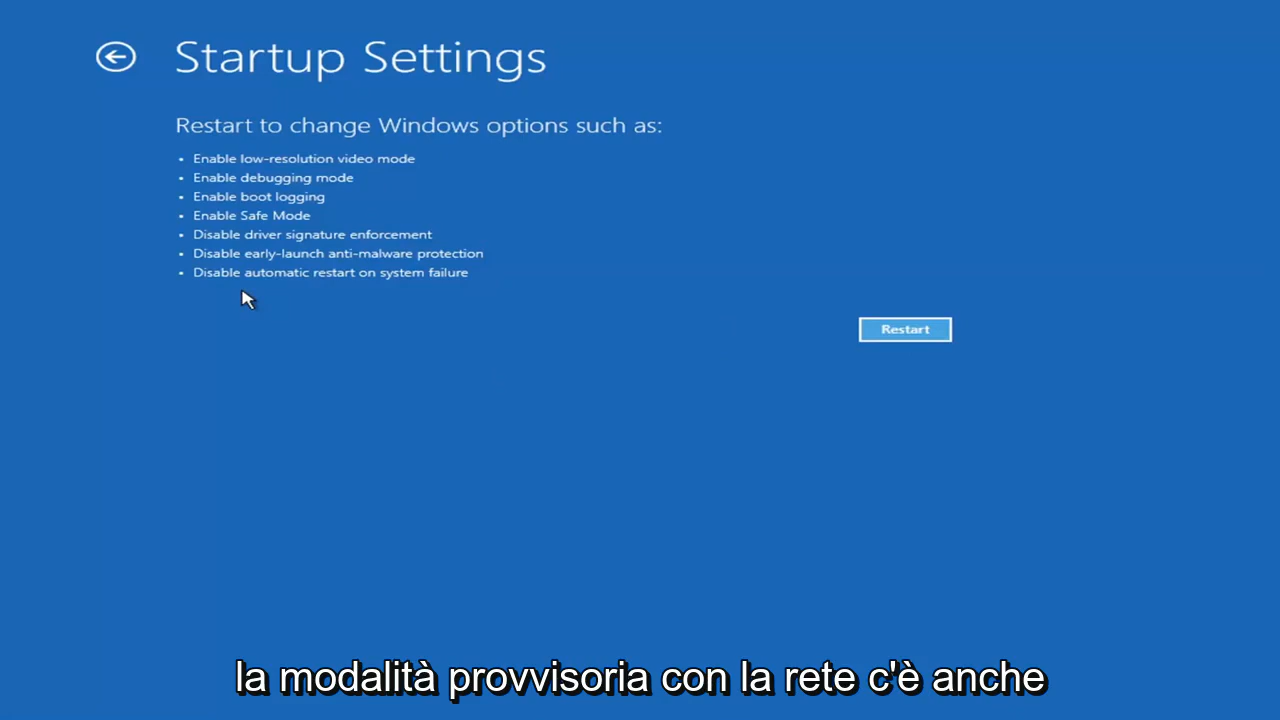 Startup Settings
Restart to change Windows options such as:
• Enable low-resolution video mode
• Enable debugging mode
• Enable boot logging
• Enable Safe Mode
• Disable driver signature enforcement
• Disable early-launch anti-malware protection
• Disable automatic restart on system failure
Restart
la modalità provvisoria con la rete c'è anche